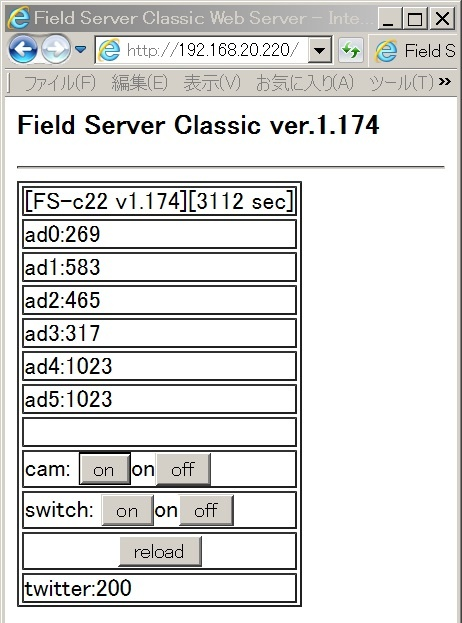 Field Server Classic Web Server - Inte...
http://192.168.20.220/
Field S
ファイル(F) 編集(E) 表示(V) お気に入り(A) ツール(T) »
Field Server Classic ver.1.174
[FS-c22 v1.174][3112 sec]
ad0:269
ad1:583
ad2:465
ad3:317
ad4:1023
ad5:1023
cam: on on off
switch: on on off
reload
twitter:200